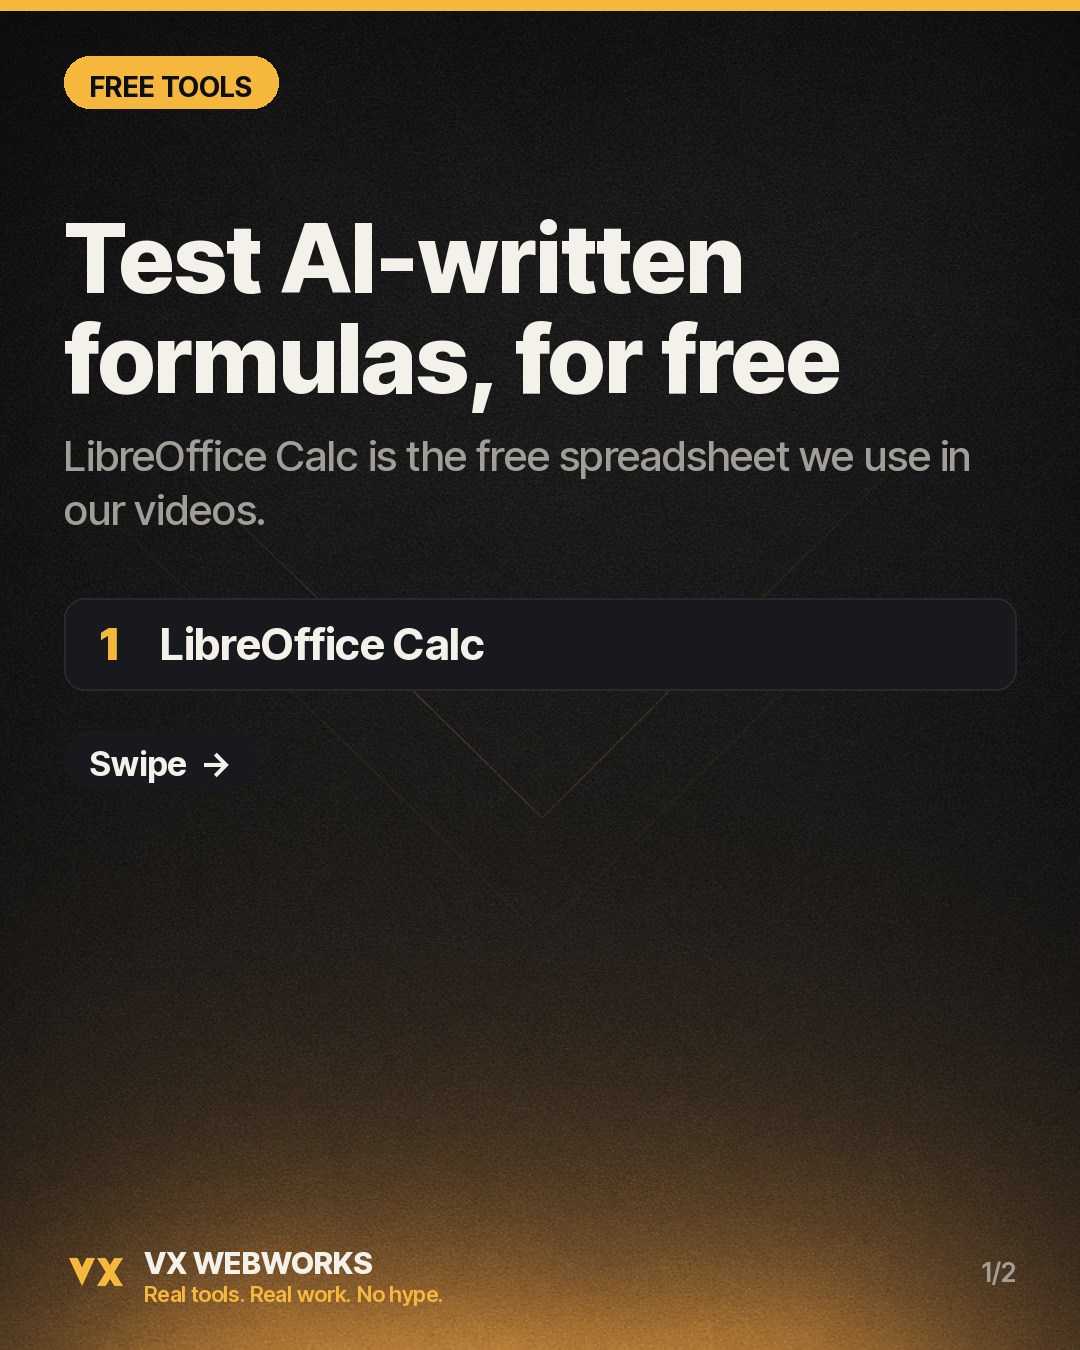 FREE TOOLS
Test AI-written
formulas, for free
LibreOffice Calc is the free spreadsheet we use in
our videos.
1 LibreOffice Calc
Swipe →
VX VX WEBWORKS
Real tools. Real work. No hype.
1/2